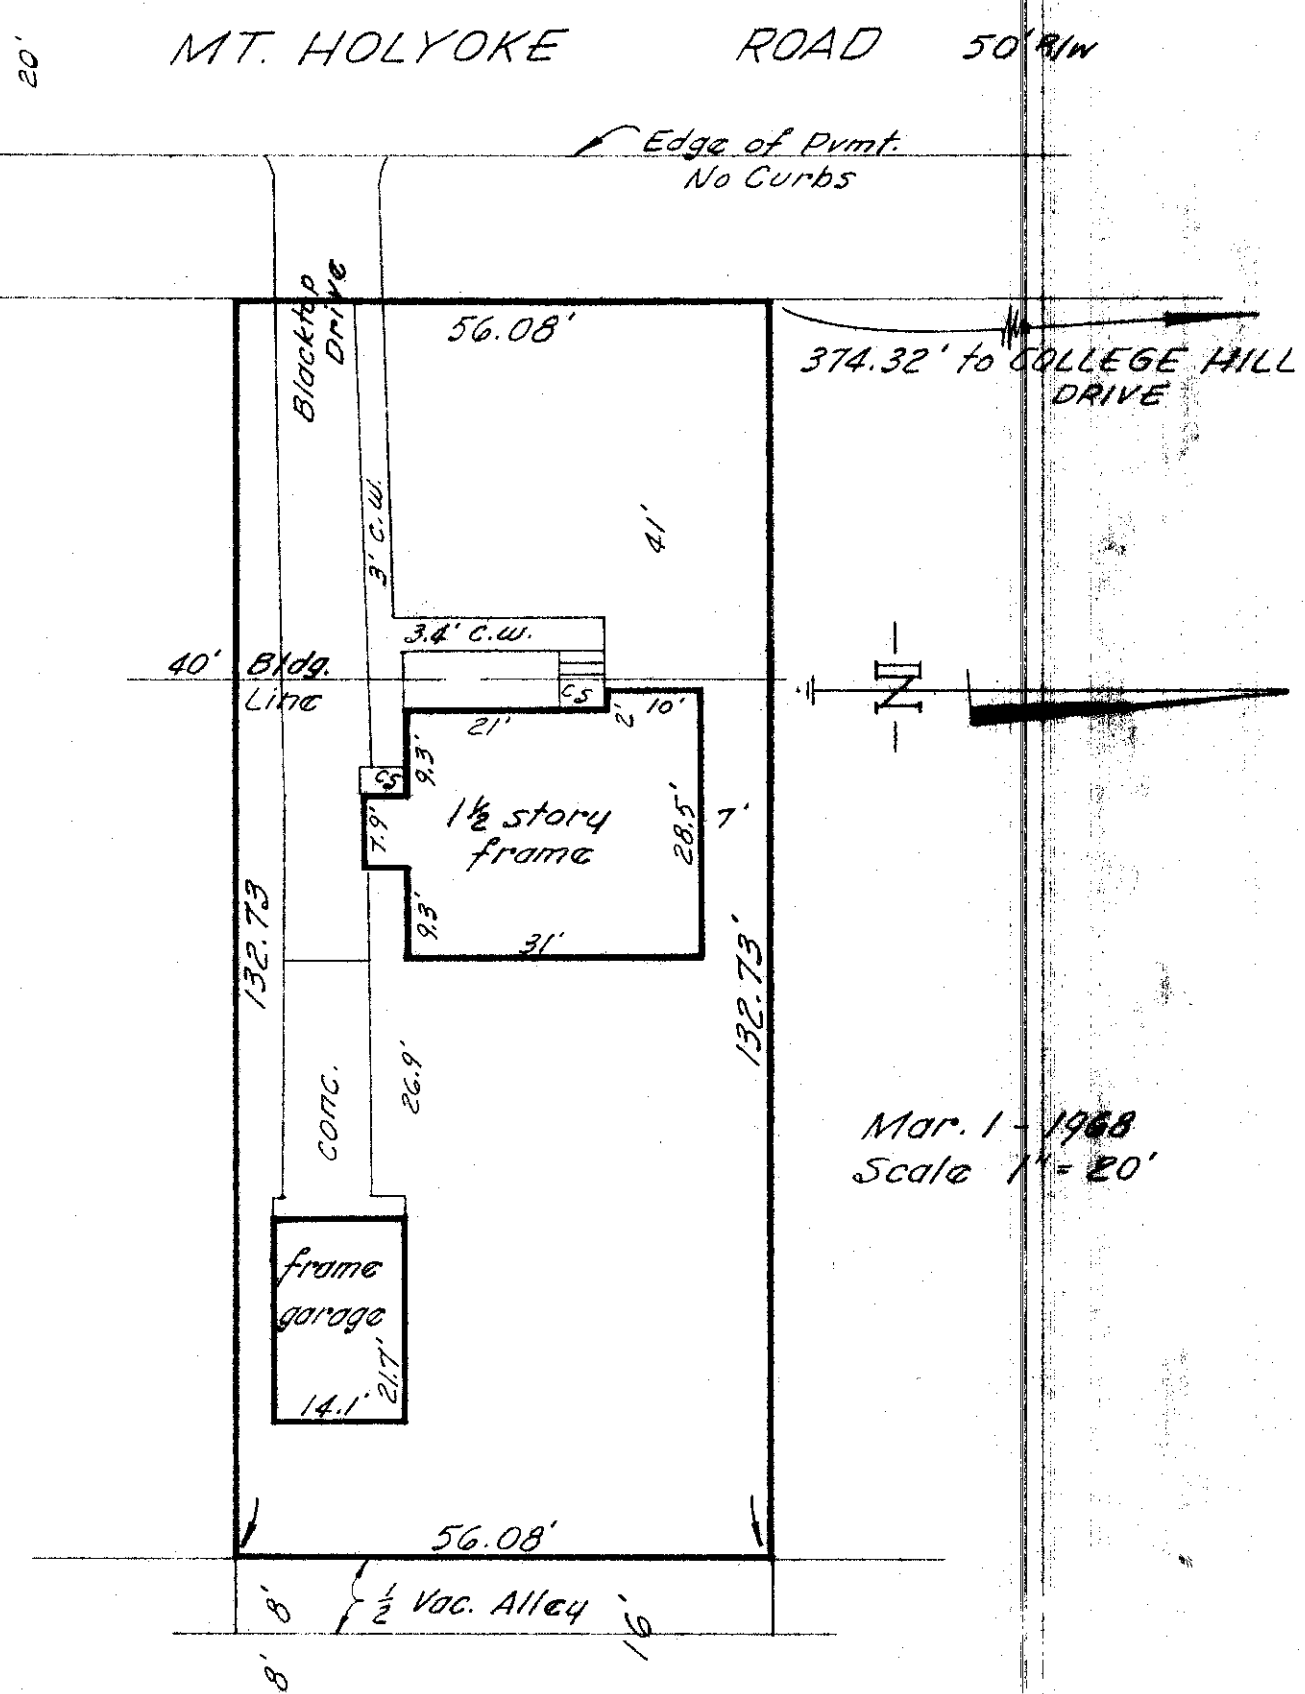 20'
MT. HOLYOKE ROAD 50' R/W
Edge of Pvmt.
No Curbs
Blacktop
Drive
56.08'
374.32' to COLLEGE HILL
DRIVE
3' c.w.
41'
3.4' c.w.
40' Bldg.
Line
cs
2'
10'
21'
-N-
9.3'
cs
7.9'
1½ story
frame
28.5'
7'
9.3'
31'
132.73
132.73'
conc.
26.9'
Mar. 1 - 1968
Scale 1" = 20'
frame
garage
21.7'
14.1'
56.08'
8'
½ Vac. Alley
16'
8'